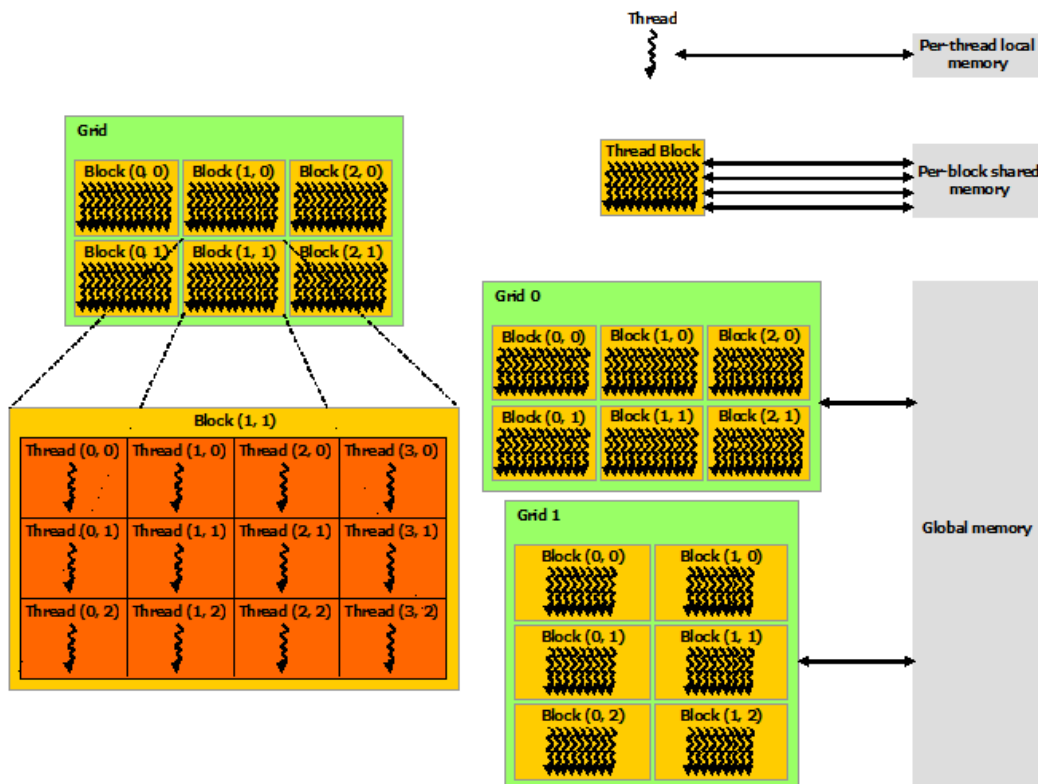 Thread
Per-thread local
memory
Grid
Block (0, 0) Block (1, 0) Block (2, 0)
Block (0, 1) Block (1, 1) Block (2, 1)
Thread Block
Per-block shared
memory
Grid 0
Block (0, 0) Block (1, 0) Block (2, 0)
Block (0, 1) Block (1, 1) Block (2, 1)
Block (1, 1)
Thread (0, 0) Thread (1, 0) Thread (2, 0) Thread (3, 0)
Thread (0, 1) Thread (1, 1) Thread (2, 1) Thread (3, 1)
Thread (0, 2) Thread (1, 2) Thread (2, 2) Thread (3, 2)
Grid 1
Block (0, 0) Block (1, 0)
Block (0, 1) Block (1, 1)
Block (0, 2) Block (1, 2)
Global memory